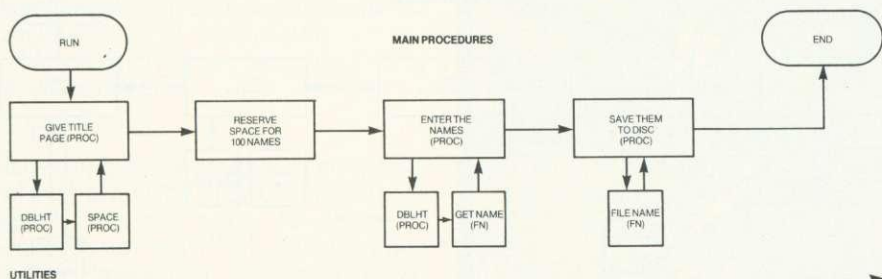 MAIN PROCEDURES
RUN
END
GIVE TITLE
PAGE (PROC)
RESERVE
SPACE FOR
100 NAMES
ENTER THE
NAMES
(PROC)
SAVE THEM
TO DISC
(PROC)
DBLHT
(PROC)
SPACE
(PROC)
DBLHT
(PROC)
GET NAME
(FN)
FILE NAME
(FN)
UTILITIES